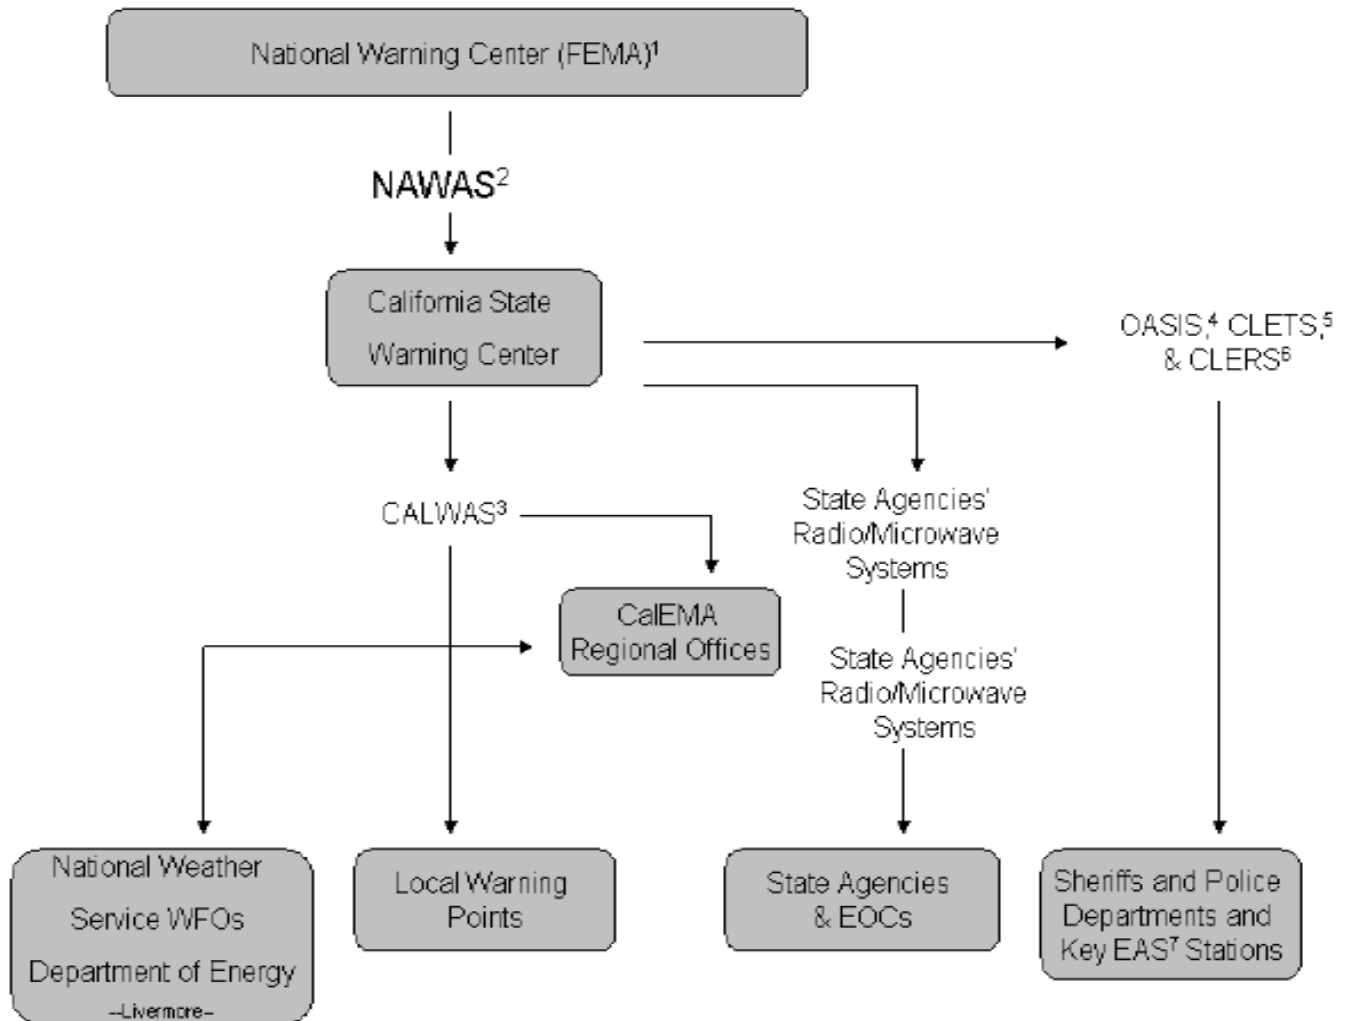 National Warning Center (FEMA)¹
NAWAS²
California State
Warning Center
OASIS,⁴ CLETS,⁵
& CLERS⁶
CALWAS³
State Agencies'
Radio/Microwave
Systems
CalEMA
Regional Offices
State Agencies'
Radio/Microwave
Systems
National Weather
Service WFOs
Department of Energy
--Livermore--
Local Warning
Points
State Agencies
& EOCs
Sheriffs and Police
Departments and
Key EAS⁷ Stations